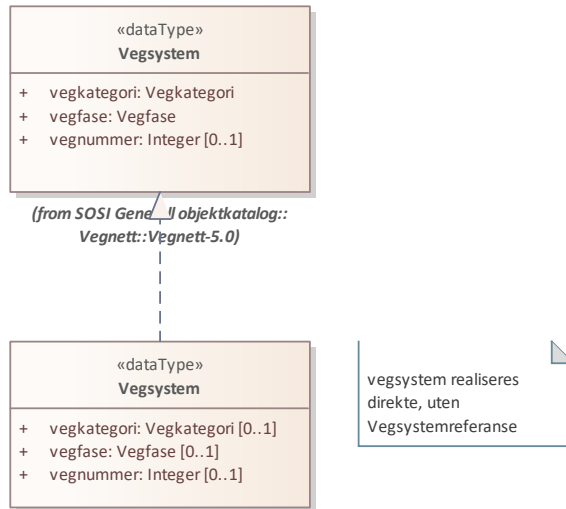 «dataType»
Vegsystem
+ vegkategori: Vegkategori
+ vegfase: Vegfase
+ vegnummer: Integer [0..1]
(from SOSI Generell objektkatalog::
Vegnett::Vegnett-5.0)
«dataType»
Vegsystem
+ vegkategori: Vegkategori [0..1]
+ vegfase: Vegfase [0..1]
+ vegnummer: Integer [0..1]
vegsystem realiseres
direkte, uten
Vegsystemreferanse